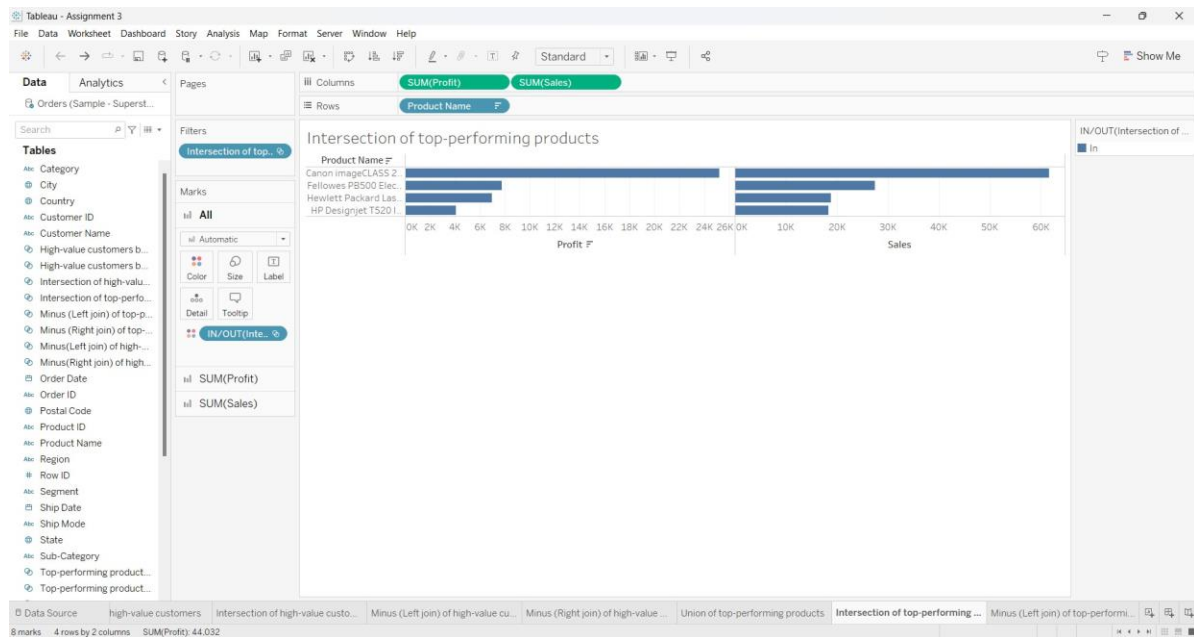 Tableau - Assignment 3
File Data Worksheet Dashboard Story Analysis Map Format Server Window Help
Standard
Show Me
Data
Analytics
Orders (Sample - Superst...
Search
Tables
Abc Category
City
Country
Abc Customer ID
Abc Customer Name
High-value customers b...
High-value customers b...
Intersection of high-valu...
Intersection of top-perfo...
Minus (Left join) of top-p...
Minus (Right join) of top-...
Minus(Left join) of high-...
Minus(Right join) of high...
Order Date
Abc Order ID
Postal Code
Abc Product ID
Abc Product Name
Abc Region
# Row ID
Abc Segment
Ship Date
Abc Ship Mode
State
Abc Sub-Category
Top-performing product...
Top-performing product...
Pages
Filters
Intersection of top..
Marks
All
Automatic
Color Size Label
Detail Tooltip
IN/OUT(Inte..
SUM(Profit)
SUM(Sales)
Columns SUM(Profit) SUM(Sales)
Rows Product Name
Intersection of top-performing products
Product Name
Canon imageCLASS 2..
Fellowes PB500 Elec..
Hewlett Packard Las..
HP Designjet T520 I..
0K 2K 4K 6K 8K 10K 12K 14K 16K 18K 20K 22K 24K 26K 0K 10K 20K 30K 40K 50K 60K
Profit Sales
IN/OUT(Intersection of ...
In
Data Source high-value customers Intersection of high-value custo... Minus (Left join) of high-value cu... Minus (Right join) of high-value ... Union of top-performing products Intersection of top-performing ... Minus (Left join) of top-performi...
8 marks 4 rows by 2 columns SUM(Profit): 44,032